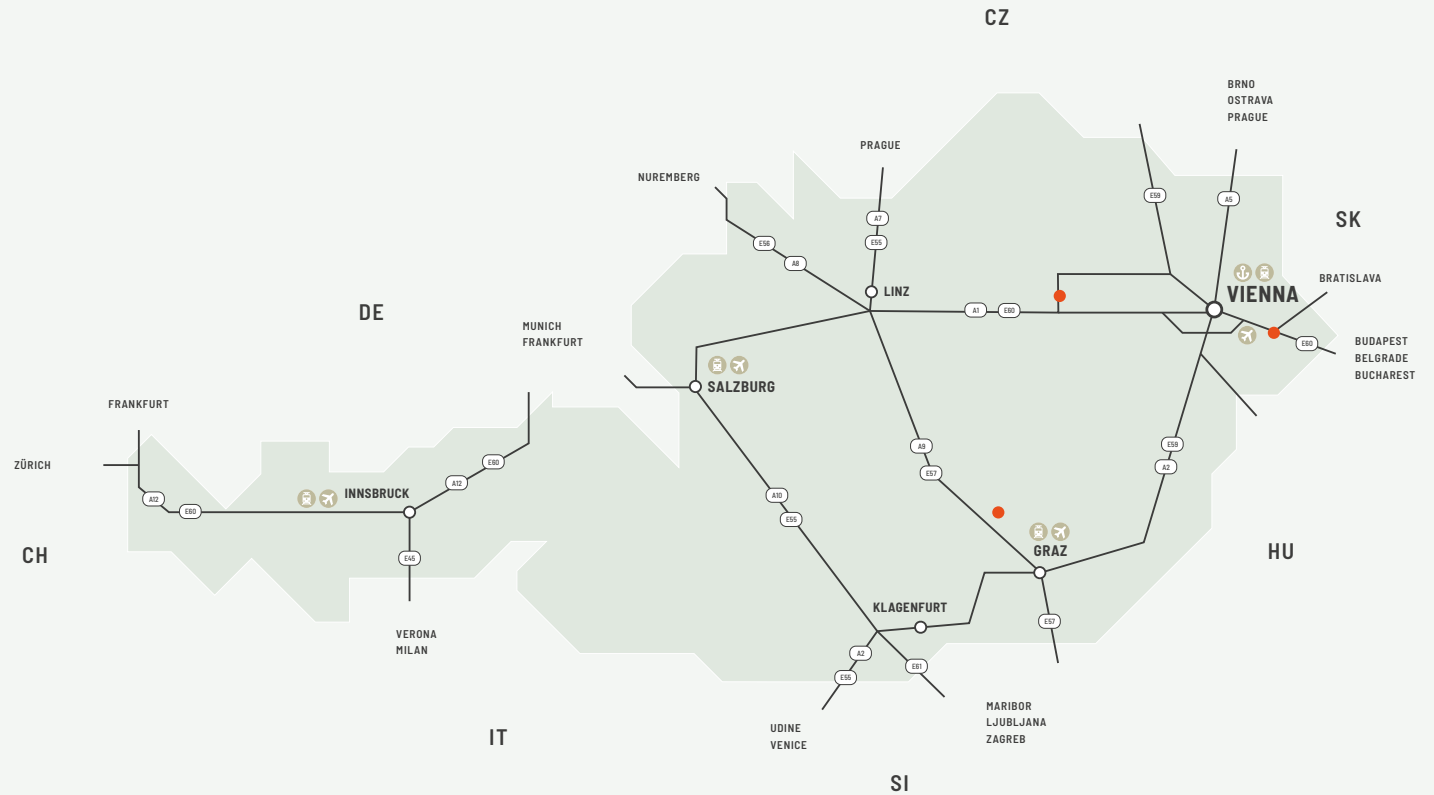 CZ
BRNO
OSTRAVA
PRAGUE
PRAGUE
NUREMBERG
E59
A5
A7
E55
SK
E56
A8
BRATISLAVA
LINZ
VIENNA
A1
E60
DE
MUNICH
FRANKFURT
E60
BUDAPEST
BELGRADE
BUCHAREST
SALZBURG
FRANKFURT
A9
E59
ZÜRICH
E60
A2
E57
A12
A12
E60
INNSBRUCK
A10
E55
CH
E45
GRAZ
HU
KLAGENFURT
E57
VERONA
MILAN
A2
E61
E55
MARIBOR
LJUBLJANA
ZAGREB
UDINE
VENICE
IT
SI